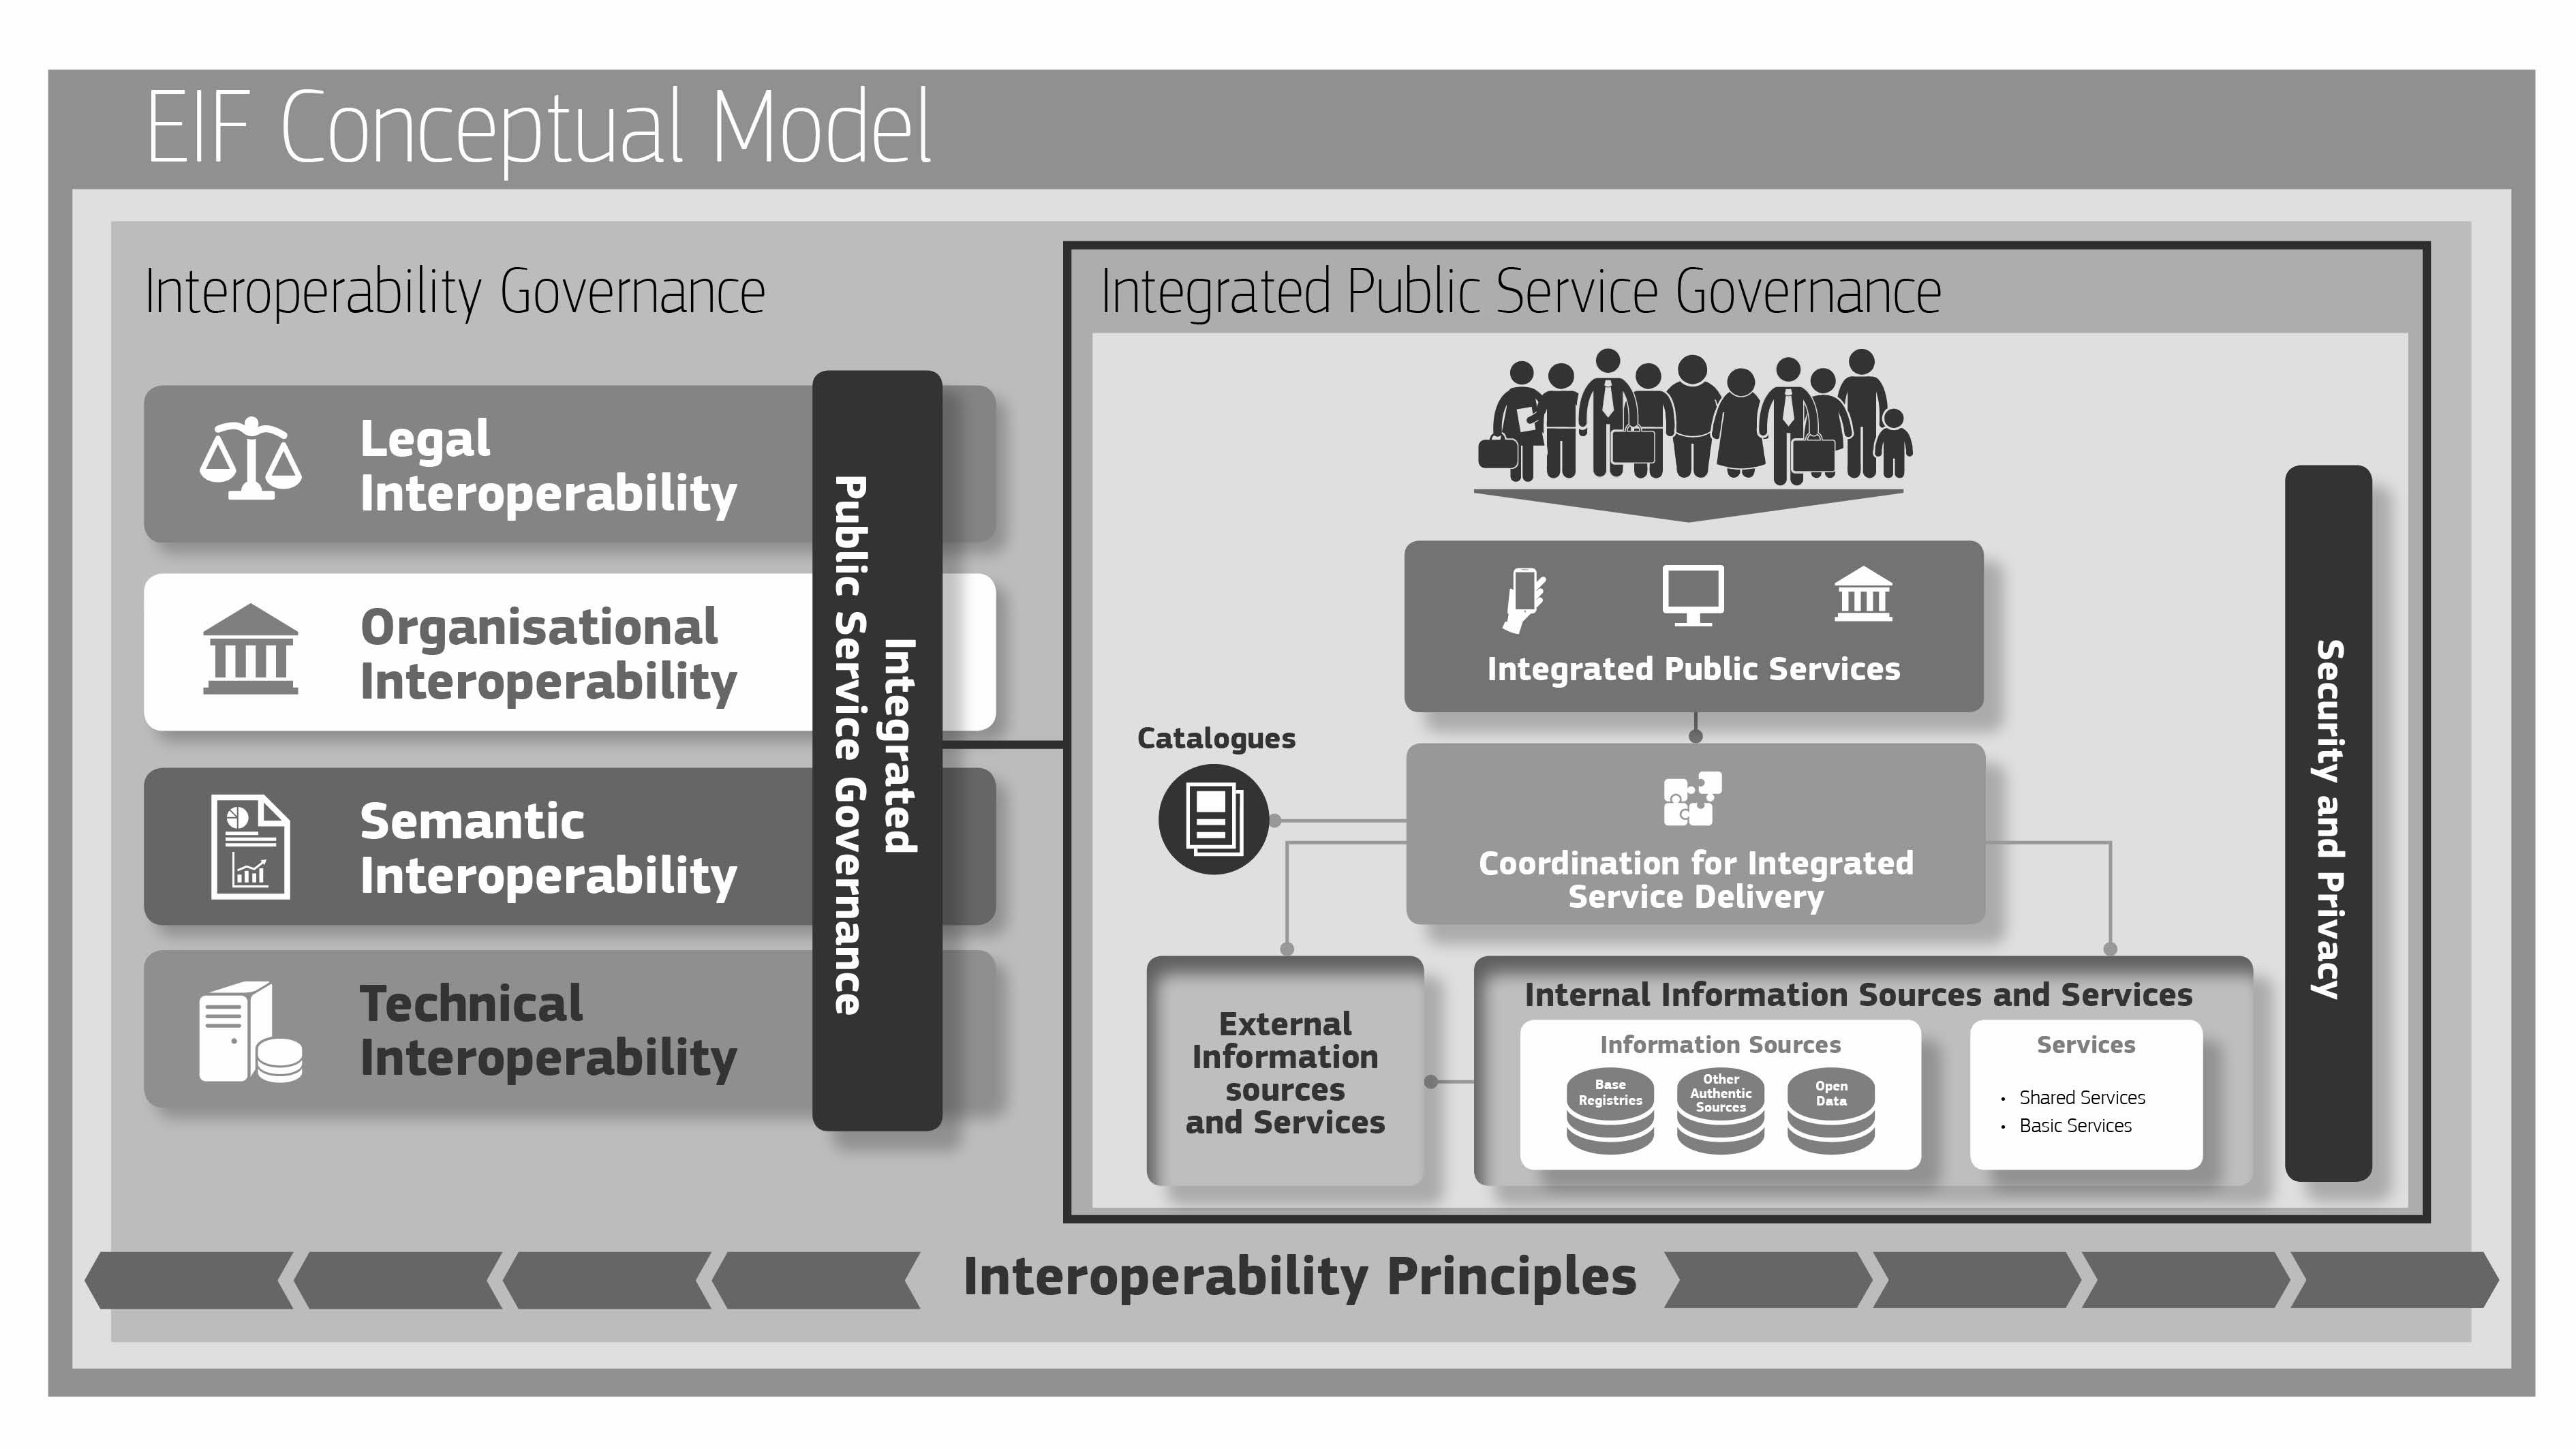 EIF Conceptual Model
Interoperability Governance
Legal
Interoperability
Organisational
Interoperability
Semantic
Interoperability
Technical
Interoperability
Integrated
Public Service Governance
Integrated Public Service Governance
Integrated Public Services
Catalogues
Coordination for Integrated
Service Delivery
External
Information
sources
and Services
Internal Information Sources and Services
Information Sources
Base
Registries
Other
Authentic
Sources
Open
Data
Services
• Shared Services
• Basic Services
Security and Privacy
Interoperability Principles